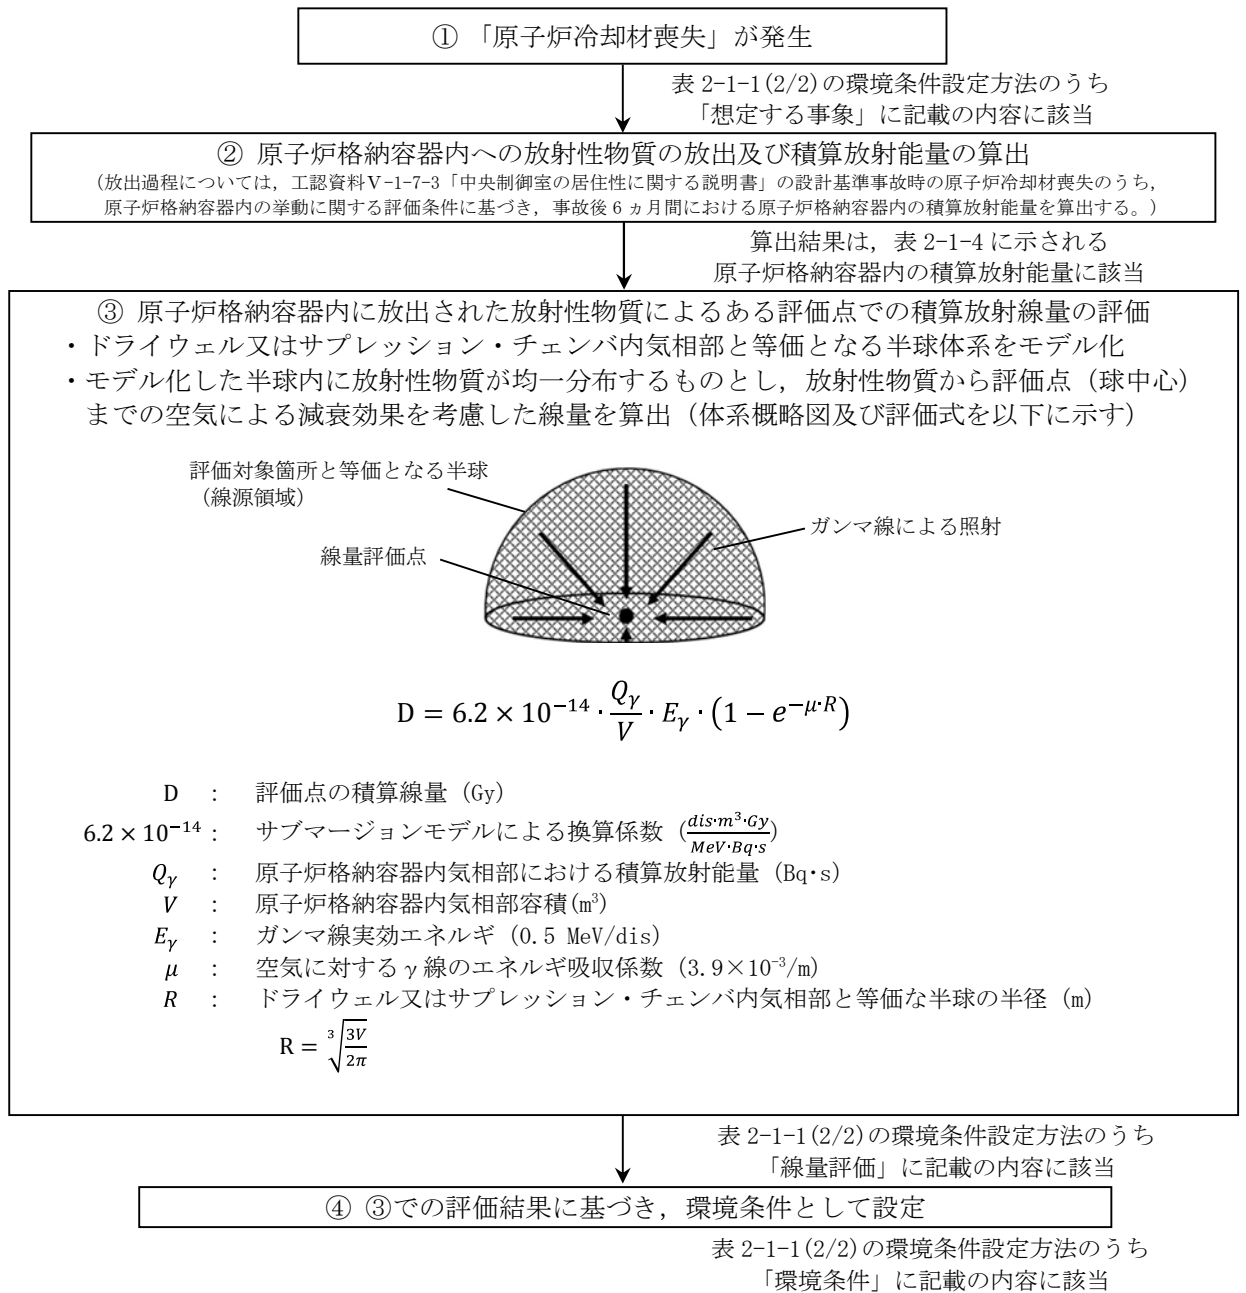 ① 「原子炉冷却材喪失」が発生
表 2-1-1(2/2)の環境条件設定方法のうち
「想定する事象」に記載の内容に該当
② 原子炉格納容器内への放射性物質の放出及び積算放射能量の算出
(放出過程については，工認資料Ⅴ-1-7-3「中央制御室の居住性に関する説明書」の設計基準事故時の原子炉冷却材喪失のうち，
原子炉格納容器内の挙動に関する評価条件に基づき，事故後 6 ヵ月間における原子炉格納容器内の積算放射能量を算出する。)
算出結果は，表 2-1-4 に示される
原子炉格納容器内の積算放射能量に該当
③ 原子炉格納容器内に放出された放射性物質によるある評価点での積算放射線量の評価
・ドライウェル又はサプレッション・チェンバ内気相部と等価となる半球体系をモデル化
・モデル化した半球内に放射性物質が均一分布するものとし，放射性物質から評価点（球中心）
までの空気による減衰効果を考慮した線量を算出（体系概略図及び評価式を以下に示す）
評価対象箇所と等価となる半球
（線源領域）
ガンマ線による照射
線量評価点
D = 6.2 × 10⁻¹⁴ · Qγ/V · Eγ · (1 − e^(−μ·R))
D ： 評価点の積算線量 (Gy)
6.2 × 10⁻¹⁴ ： サブマージョンモデルによる換算係数 (dis·m³·Gy/MeV·Bq·s)
Qγ ： 原子炉格納容器内気相部における積算放射能量 (Bq･s)
V ： 原子炉格納容器内気相部容積(m³)
Eγ ： ガンマ線実効エネルギ (0.5 MeV/dis)
μ ： 空気に対するγ線のエネルギ吸収係数 (3.9×10⁻³/m)
R ： ドライウェル又はサプレッション・チェンバ内気相部と等価な半球の半径 (m)
R = ∛(3V/2π)
表 2-1-1(2/2)の環境条件設定方法のうち
「線量評価」に記載の内容に該当
④ ③での評価結果に基づき，環境条件として設定
表 2-1-1(2/2)の環境条件設定方法のうち
「環境条件」に記載の内容に該当